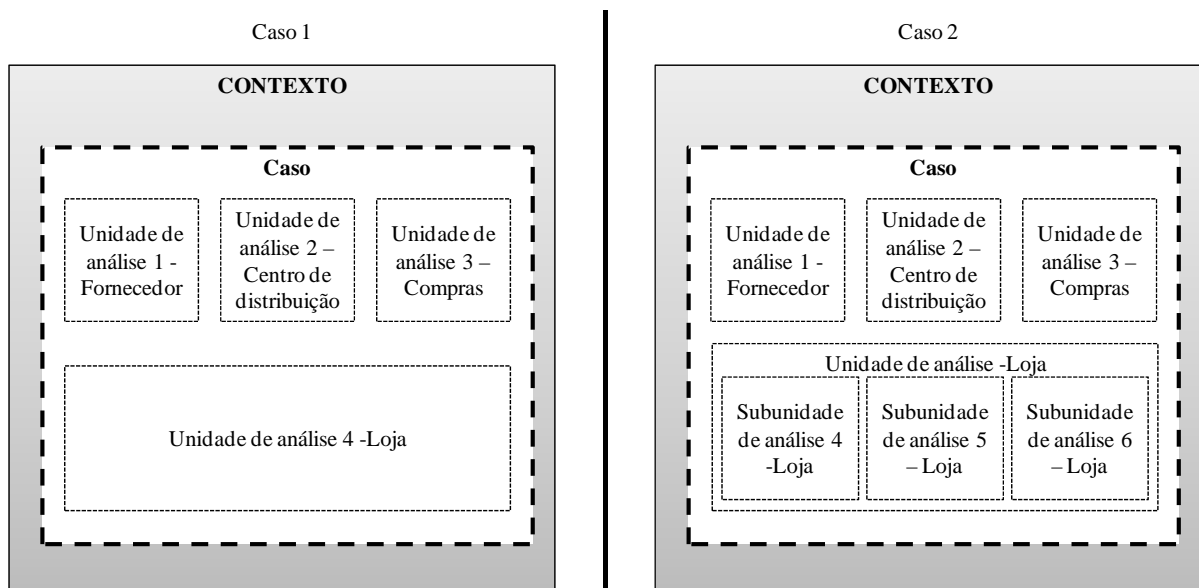 Caso 1
CONTEXTO
Caso
Unidade de
análise 1 -
Fornecedor
Unidade de
análise 2 –
Centro de
distribuição
Unidade de
análise 3 –
Compras
Unidade de análise 4 -Loja
Caso 2
CONTEXTO
Caso
Unidade de
análise 1 -
Fornecedor
Unidade de
análise 2 –
Centro de
distribuição
Unidade de
análise 3 –
Compras
Unidade de análise -Loja
Subunidade
de análise 4
-Loja
Subunidade
de análise 5
– Loja
Subunidade
de análise 6
– Loja